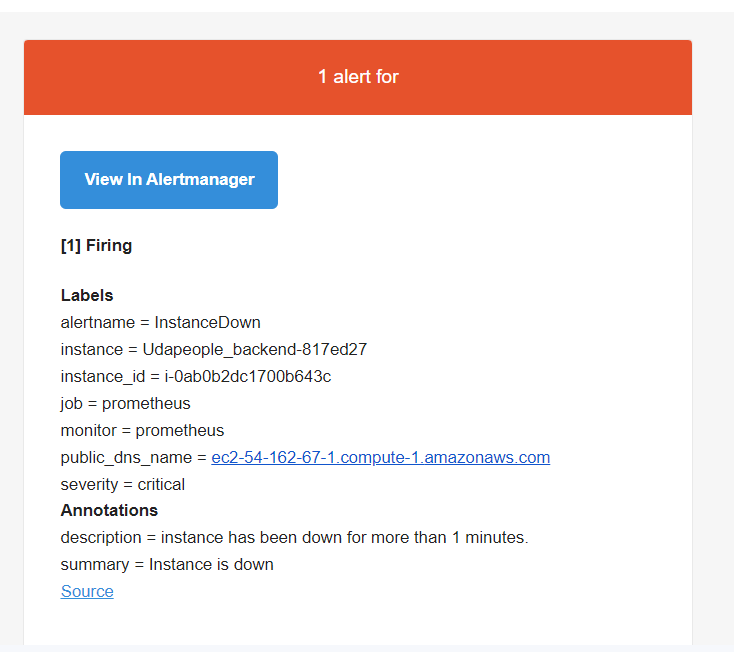 1 alert for
View In Alertmanager
[1] Firing
Labels
alertname = InstanceDown
instance = Udapeople_backend-817ed27
instance_id = i-0ab0b2dc1700b643c
job = prometheus
monitor = prometheus
public_dns_name = ec2-54-162-67-1.compute-1.amazonaws.com
severity = critical
Annotations
description = instance has been down for more than 1 minutes.
summary = Instance is down
Source